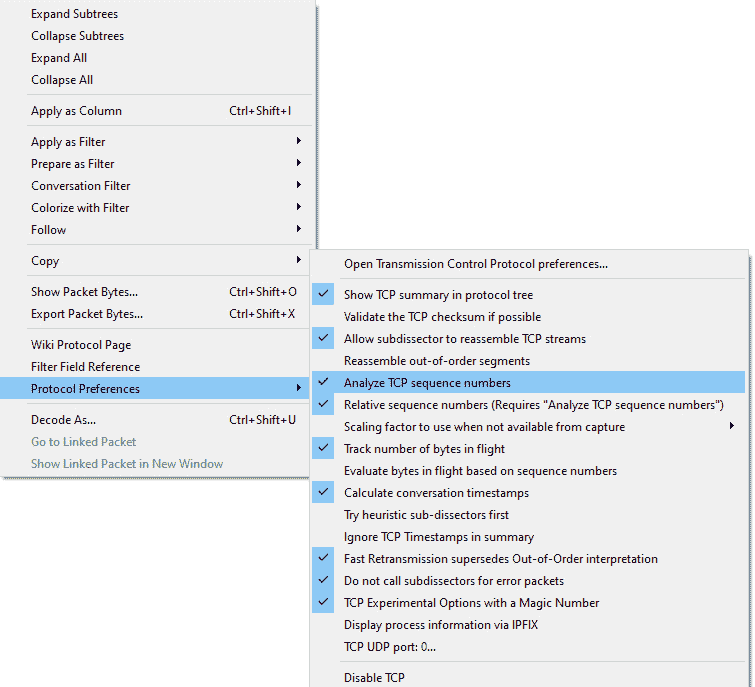 Expand Subtrees
Collapse Subtrees
Expand All
Collapse All
Apply as Column Ctrl+Shift+I
Apply as Filter
Prepare as Filter
Conversation Filter
Colorize with Filter
Follow
Copy
Show Packet Bytes... Ctrl+Shift+O
Export Packet Bytes... Ctrl+Shift+X
Wiki Protocol Page
Filter Field Reference
Protocol Preferences
Decode As... Ctrl+Shift+U
Go to Linked Packet
Show Linked Packet in New Window
Open Transmission Control Protocol preferences...
Show TCP summary in protocol tree
Validate the TCP checksum if possible
Allow subdissector to reassemble TCP streams
Reassemble out-of-order segments
Analyze TCP sequence numbers
Relative sequence numbers (Requires "Analyze TCP sequence numbers")
Scaling factor to use when not available from capture
Track number of bytes in flight
Evaluate bytes in flight based on sequence numbers
Calculate conversation timestamps
Try heuristic sub-dissectors first
Ignore TCP Timestamps in summary
Fast Retransmission supersedes Out-of-Order interpretation
Do not call subdissectors for error packets
TCP Experimental Options with a Magic Number
Display process information via IPFIX
TCP UDP port: 0...
Disable TCP